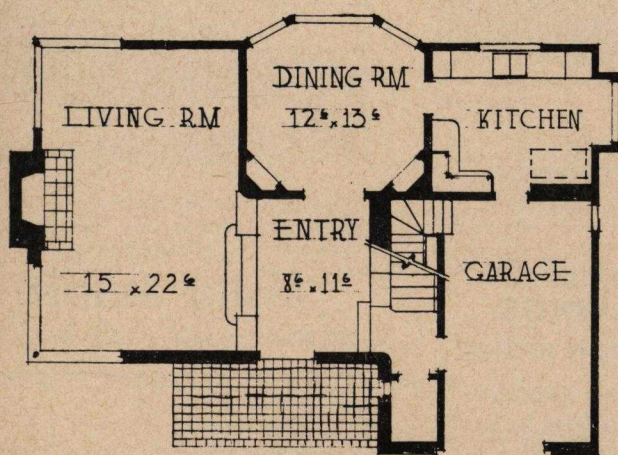 LIVING RM
15 x 22⁶
DINING RM
12⁶ x 13⁶
KITCHEN
ENTRY
8⁶ x 11⁶
GARAGE